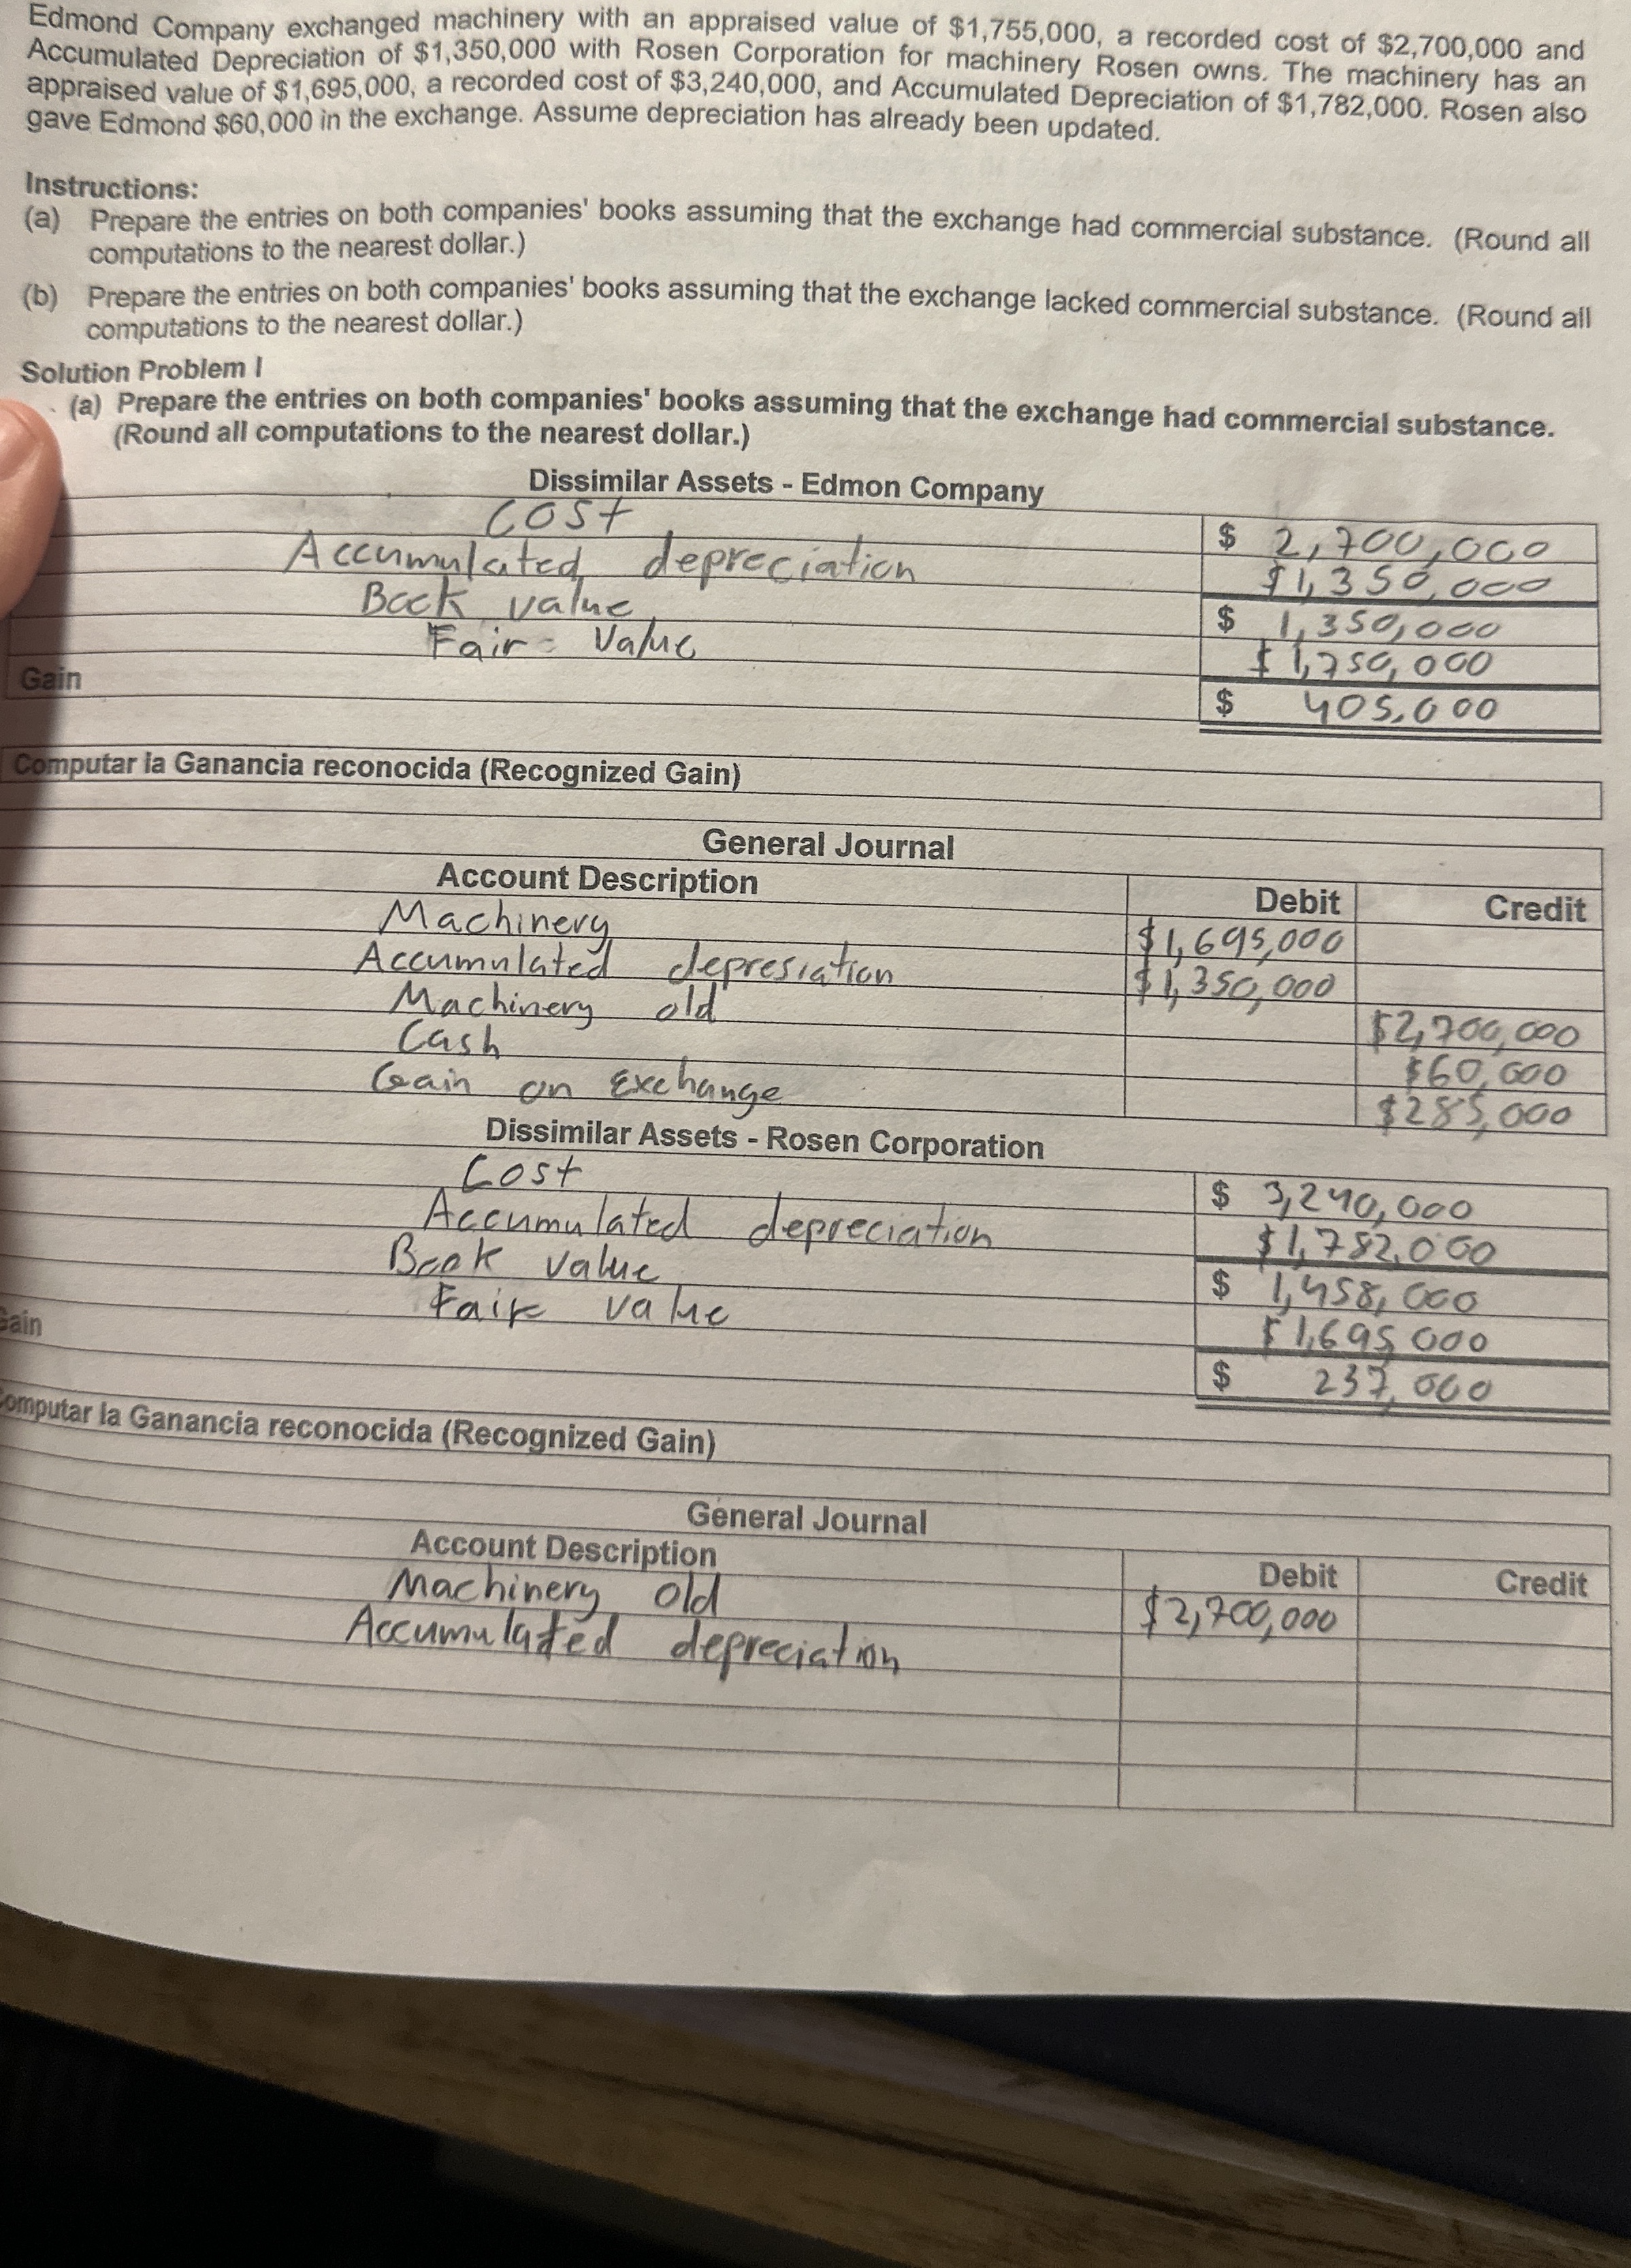 Edmond Company exchanged machinery with an appraised value of $1,755,000, a recorded cost of $2,700,000 and
Accumulated Depreciation of $1,350,000 with Rosen Corporation for machinery Rosen owns. The machinery has an
appraised value of $1,695,000, a recorded cost of $3,240,000, and Accumulated Depreciation of $1,782,000. Rosen also
gave Edmond $60,000 in the exchange. Assume depreciation has already been updated.
Instructions:
(a) Prepare the entries on both companies' books assuming that the exchange had commercial substance. (Round all
computations to the nearest dollar.)
(b) Prepare the entries on both companies' books assuming that the exchange lacked commercial substance. (Round all
computations to the nearest dollar.)
Solution Problem I
(a) Prepare the entries on both companies' books assuming that the exchange had commercial substance.
(Round all computations to the nearest dollar.)
Dissimilar Assets - Edmon Company
Cost $ 2,700,000
Accumulated depreciation $1,350,000
Book value $ 1,350,000
Fair Value $1,750,000
Gain $ 405,000
Computar la Ganancia reconocida (Recognized Gain)
General Journal
Account Description Debit Credit
Machinery $1,695,000
Accumulated depresiation $1,350,000
Machinery old $2,700,000
Cash $60,000
Gain on Exchange $285,000
Dissimilar Assets - Rosen Corporation
Cost $ 3,240,000
Accumulated depreciation $1,782,000
Book value $ 1,458,000
Fair value $1,695,000
Gain $ 237,000
Computar la Ganancia reconocida (Recognized Gain)
General Journal
Account Description Debit Credit
Machinery old $2,700,000
Accumulated depreciation